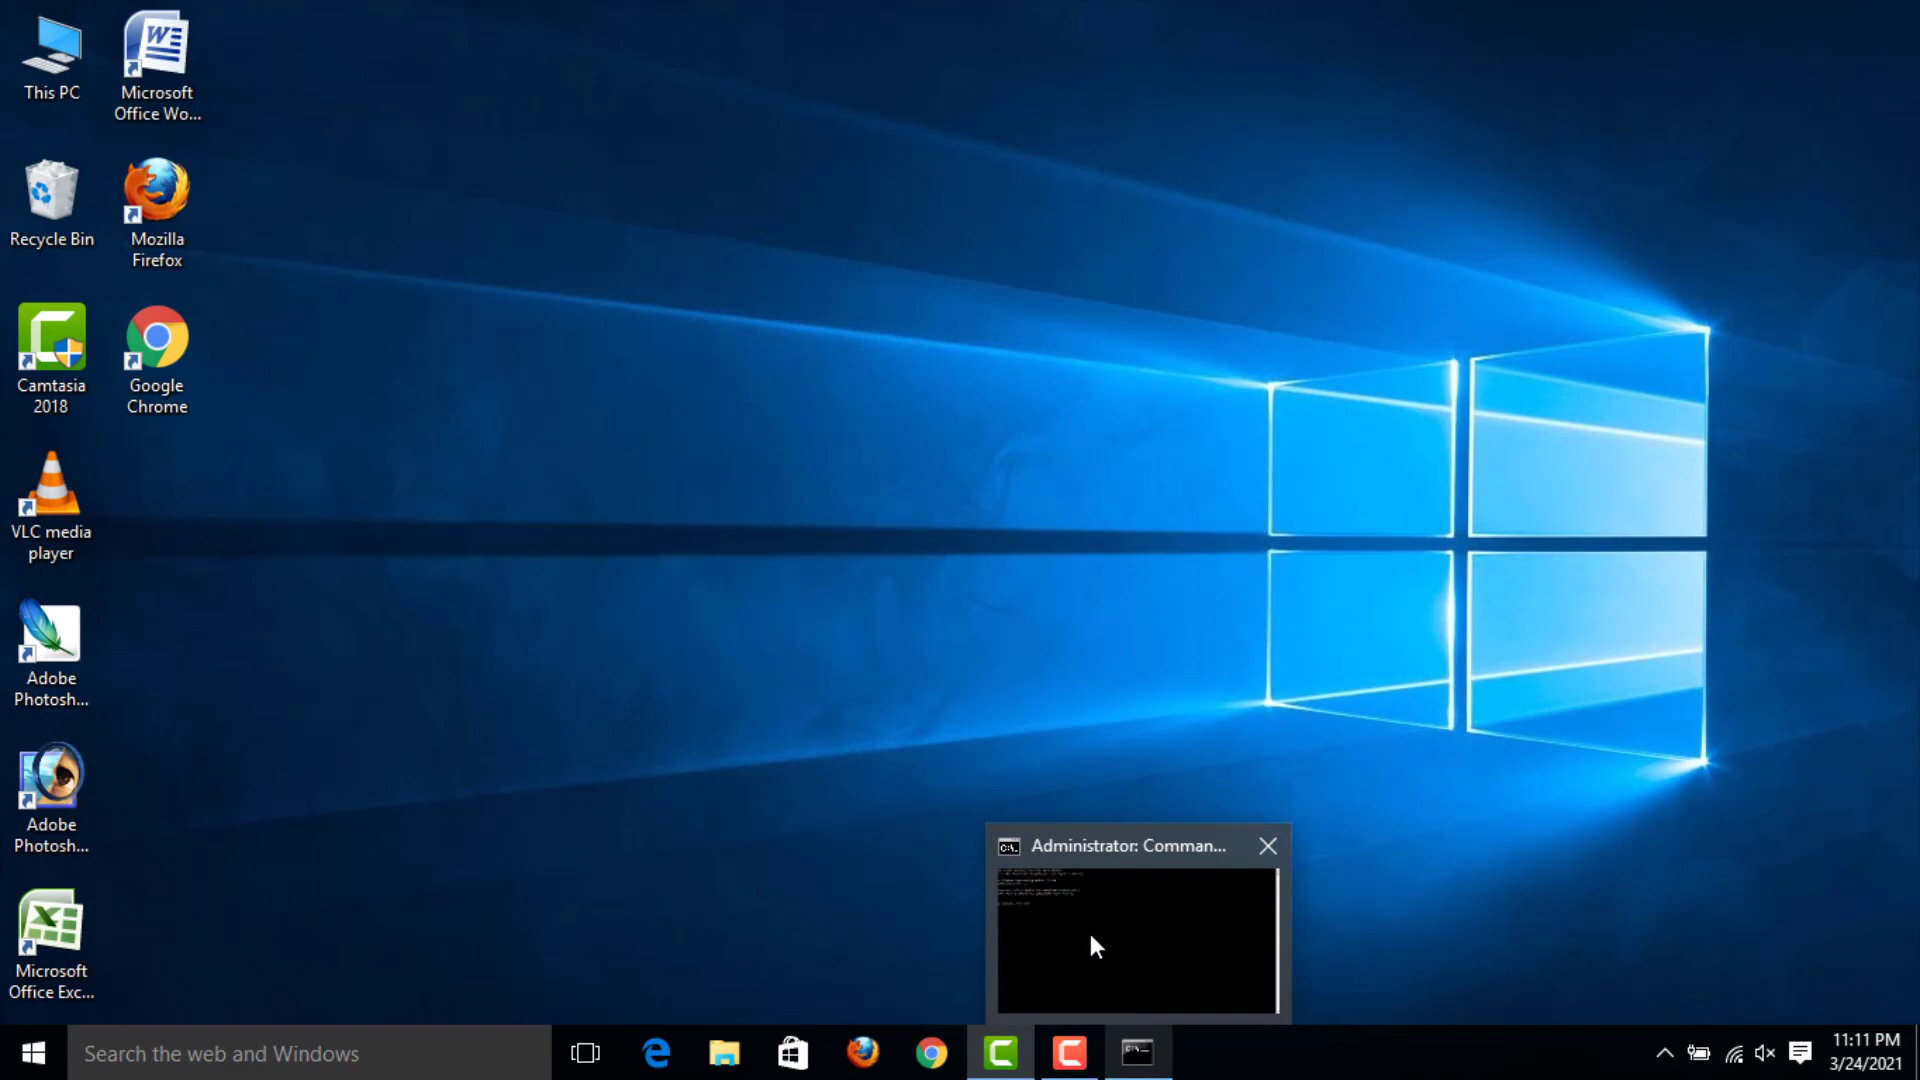 This PC
Microsoft
Office Wo...
Recycle Bin
Mozilla
Firefox
Camtasia
2018
Google
Chrome
VLC media
player
Adobe
Photosh...
Adobe
Photosh...
Microsoft
Office Exc...
Administrator: Comman...
Search the web and Windows
11:11 PM
3/24/2021